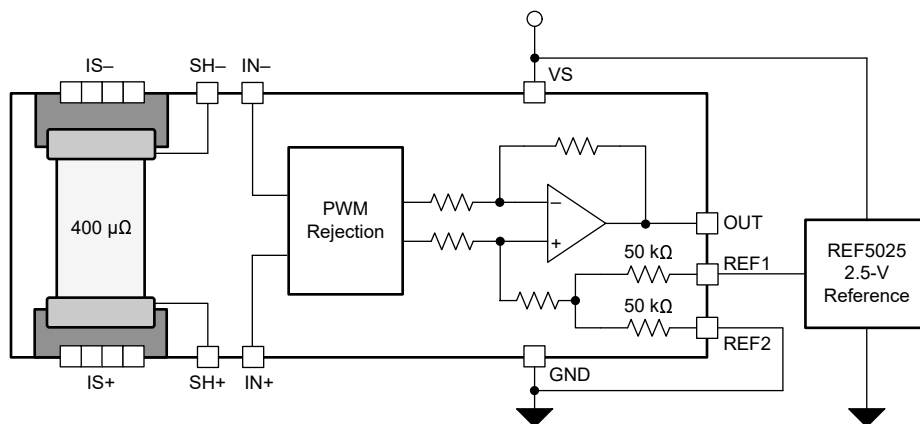 IS–
SH–
IN–
VS
400 µΩ
PWM
Rejection
–
+
OUT
50 kΩ
REF1
50 kΩ
REF2
REF5025
2.5-V
Reference
GND
IS+
SH+
IN+